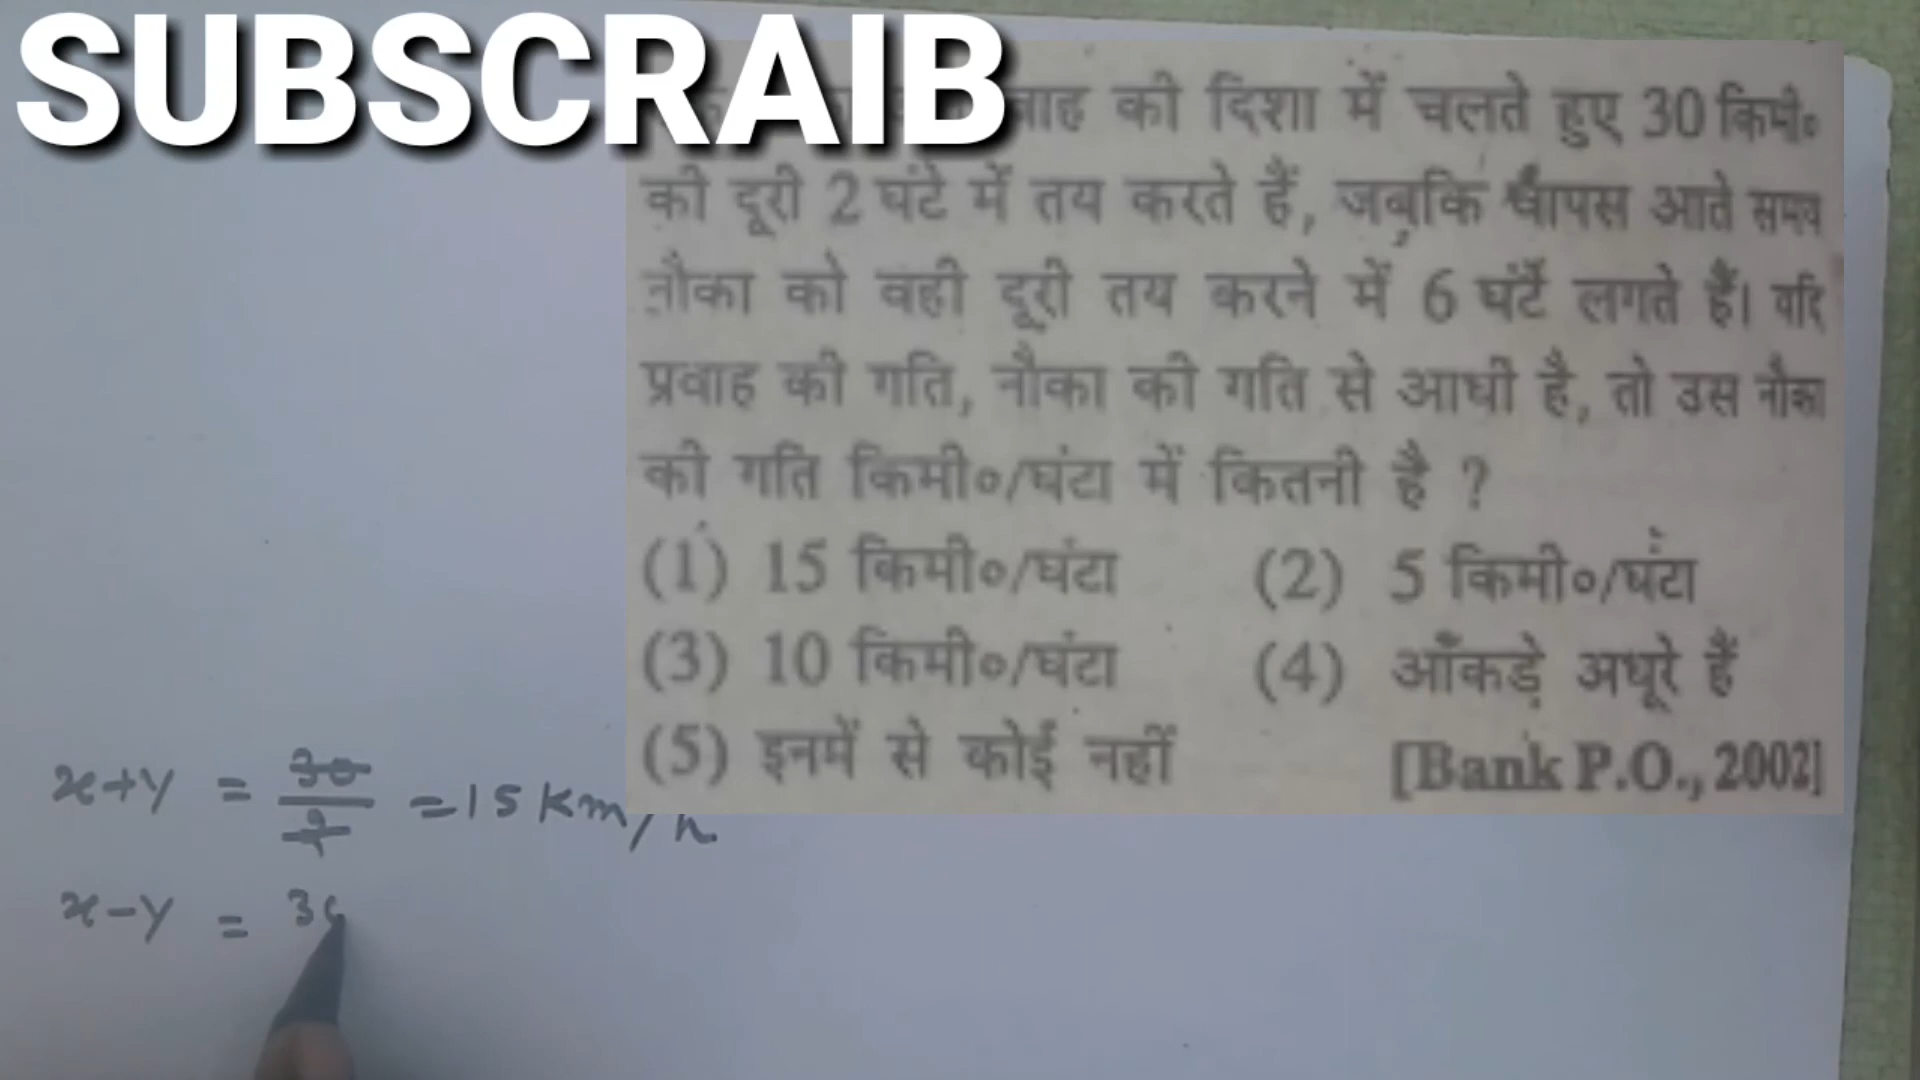 SUBSCRAIB
की दिशा में चलते हुए 30 किमी०
की दूरी 2 घंटे में तय करते हैं, जबकि वापस आते समय
नौका को वही दूरी तय करने में 6 घंटे लगते हैं। यदि
प्रवाह की गति, नौका की गति से आधी है, तो उस नौका
की गति किमी०/घंटा में कितनी है ?
(1) 15 किमी०/घंटा (2) 5 किमी०/घंटा
(3) 10 किमी०/घंटा (4) आँकड़े अधूरे हैं
(5) इनमें से कोई नहीं [Bank P.O., 2002]
x+y = 30/2 = 15 Km/h
x-y = 30